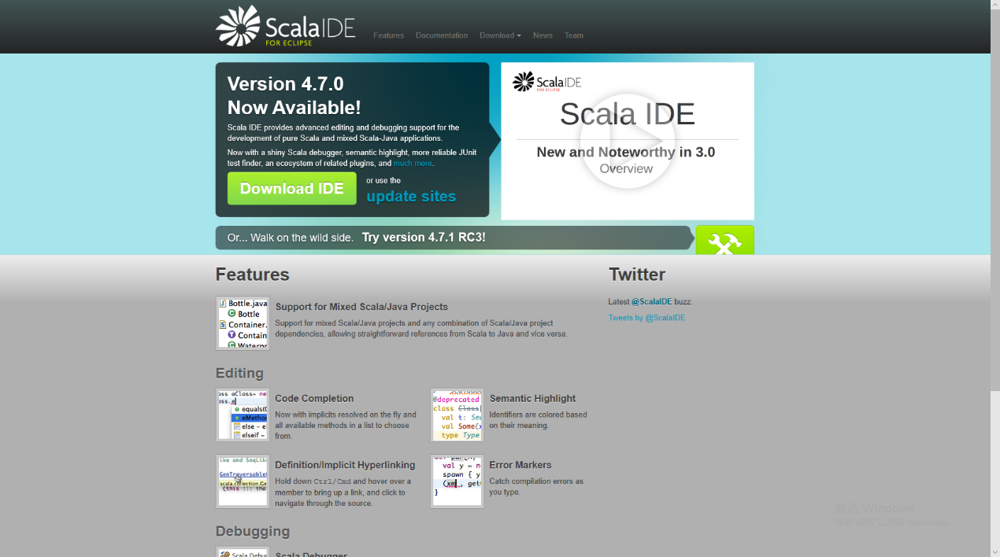 ScalaIDE
FOR ECLIPSE
Features
Documentation
Download
News
Team
Version 4.7.0
Now Available!
Scala IDE provides advanced editing and debugging support for the
development of pure Scala and mixed Scala-Java applications.
Now with a shiny Scala debugger, semantic highlight, more reliable JUnit
test finder, an ecosystem of related plugins, and much more.
Download IDE
or use the
update sites
ScalaIDE
FOR ECLIPSE
Scala IDE
New and Noteworthy in 3.0
Overview
Or... Walk on the wild side. Try version 4.7.1 RC3!
Features
Bottle.java
Bottle
Container.
Contain
Waterpr
Support for Mixed Scala/Java Projects
Support for mixed Scala/Java projects and any combination of Scala/Java project
dependencies, allowing straightforward references from Scala to Java and vice versa.
Twitter
Latest @ScalaIDE buzz:
Tweets by @ScalaIDE
Editing
ass aClass= new
ass.e
equals(O
eMetho
else - e
elseif -
Code Completion
Now with implicits resolved on the fly and
all available methods in a list to choose
from.
@deprecated
class Class
val t: Se
val Some(x
type Type
Semantic Highlight
Identifiers are colored based
on their meaning.
ike and SeqLik
GenTraversable
scala.collection.Ge
(this ::: tha
Definition/Implicit Hyperlinking
Hold down Ctrl/Cmd and hover over a
member to bring up a link, and click to
navigate through the source.
val y = n
spawn { y
(xml, get
}
Error Markers
Catch compilation errors as
you type.
Debugging
Scala Debu
Scala Debugger
激活 Windows